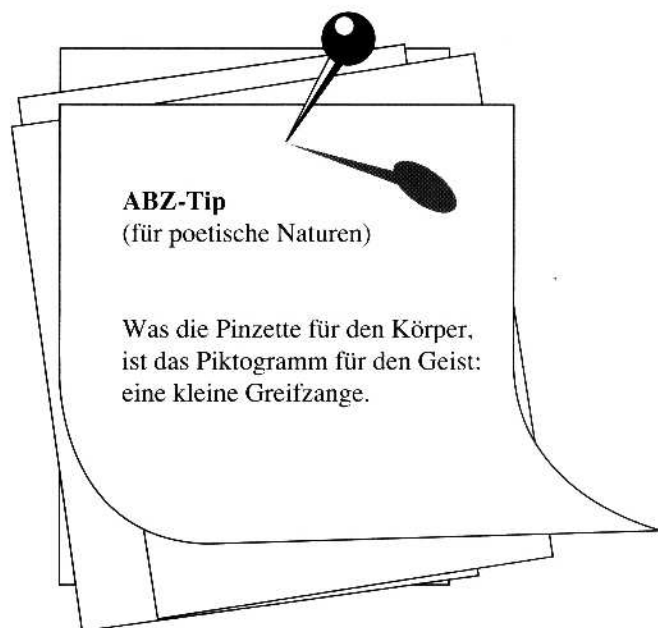 ABZ-Tip
(für poetische Naturen)
Was die Pinzette für den Körper,
ist das Piktogramm für den Geist:
eine kleine Greifzange.